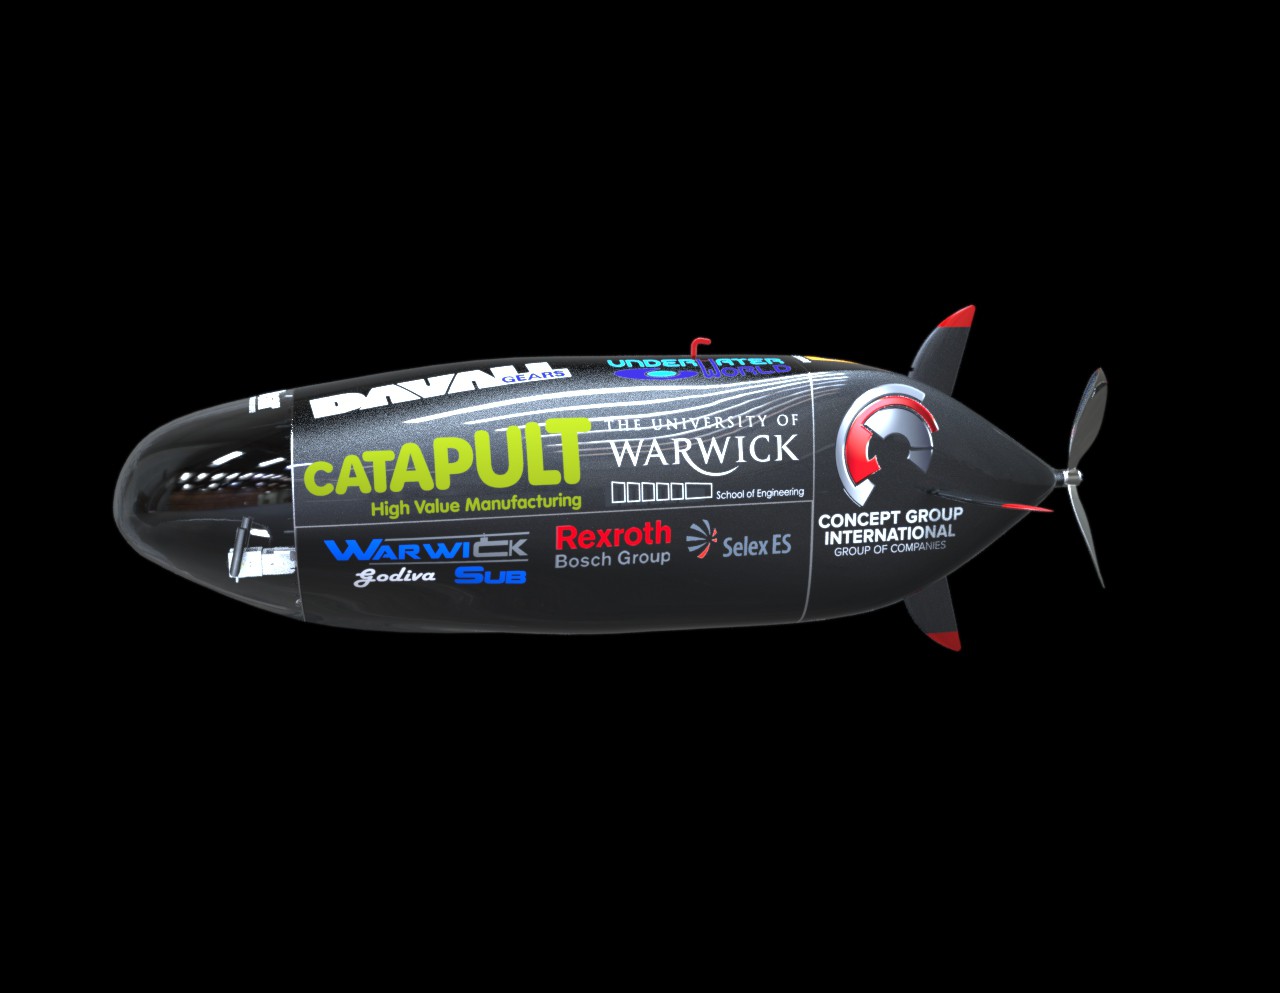 DAVALL
GEARS
UNDERWATER
WORLD
CATAPULT
High Value Manufacturing
THE UNIVERSITY OF
WARWICK
School of Engineering
WARWICK
Godiva SUB
Rexroth
Bosch Group
Selex ES
CONCEPT GROUP
INTERNATIONAL
GROUP OF COMPANIES